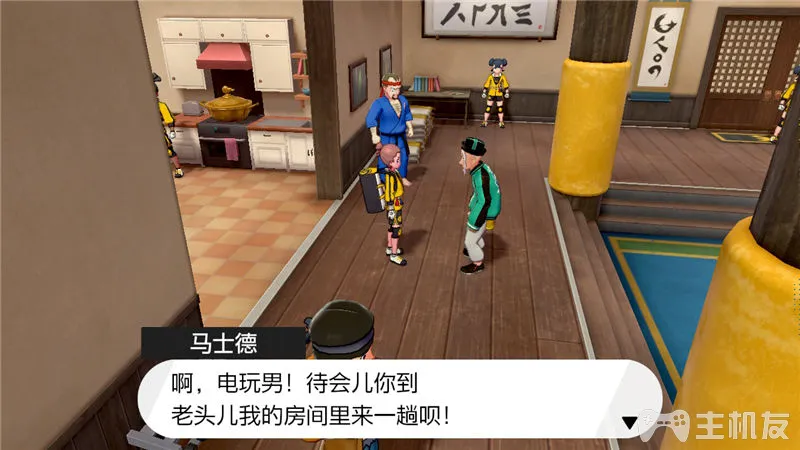 马士德
啊，电玩男！待会儿你到
老头儿我的房间里来一趟呗！
主机友